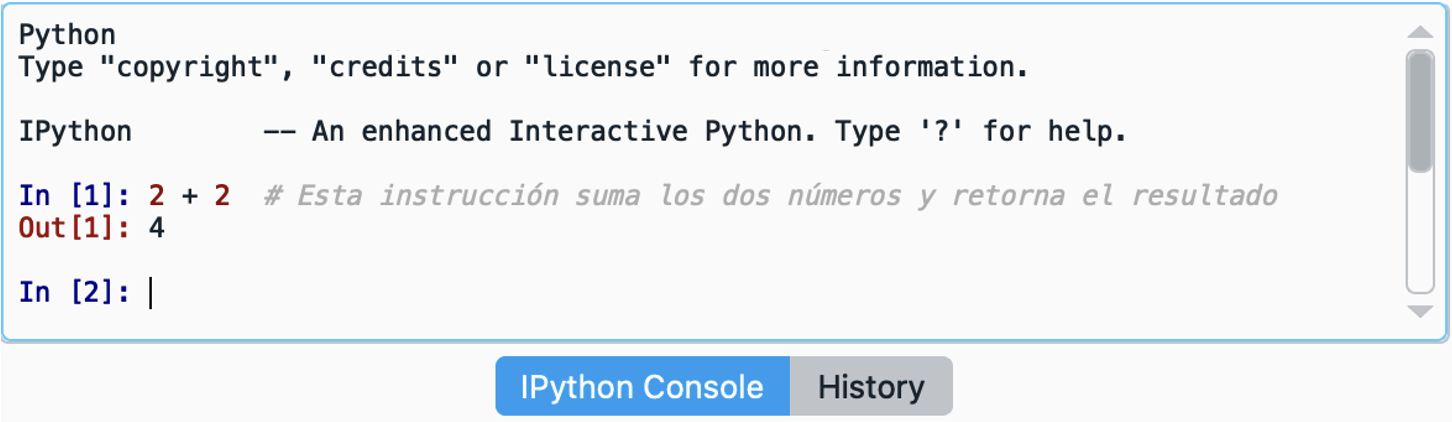 Python
Type "copyright", "credits" or "license" for more information.
IPython -- An enhanced Interactive Python. Type '?' for help.
In [1]: 2 + 2 # Esta instrucción suma los dos números y retorna el resultado
Out[1]: 4
In [2]:
IPython Console History